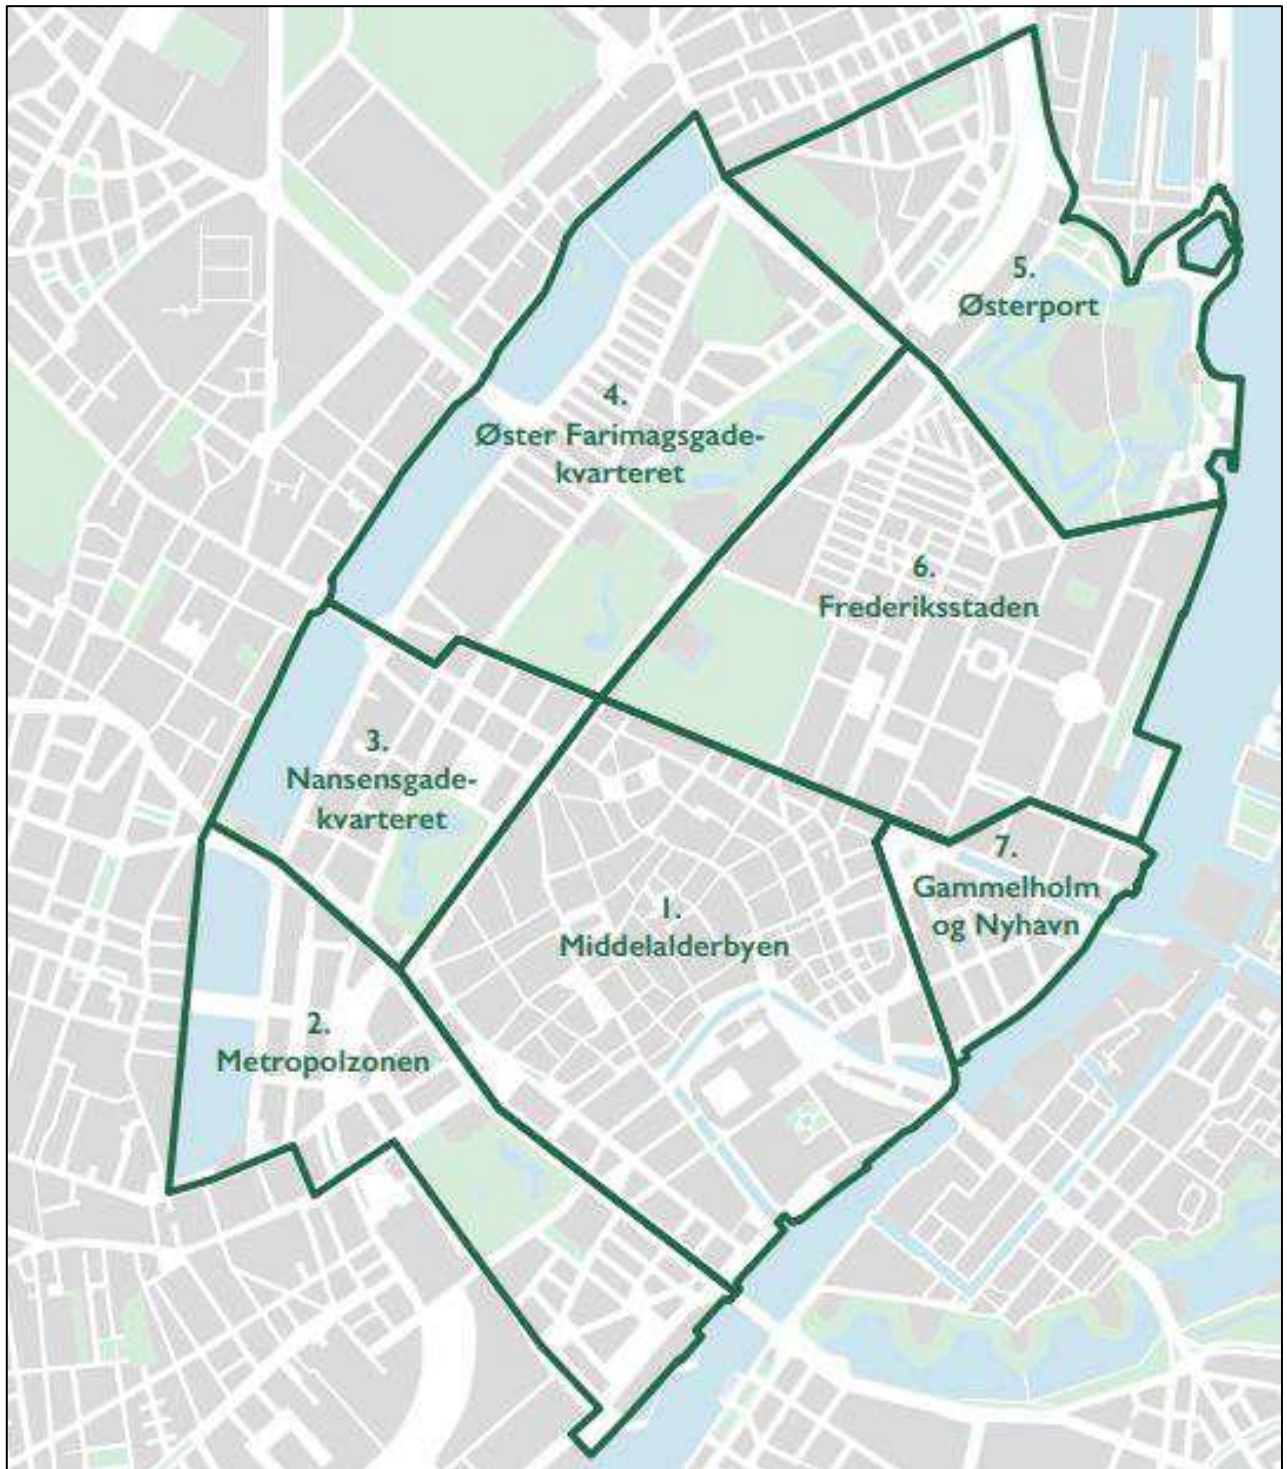 5.
Østerport
4.
Øster Farimagsgade-
kvarteret
6.
Frederiksstaden
3.
Nansensgade-
kvarteret
7.
Gammelholm
og Nyhavn
1.
Middelalderbyen
2.
Metropolzonen